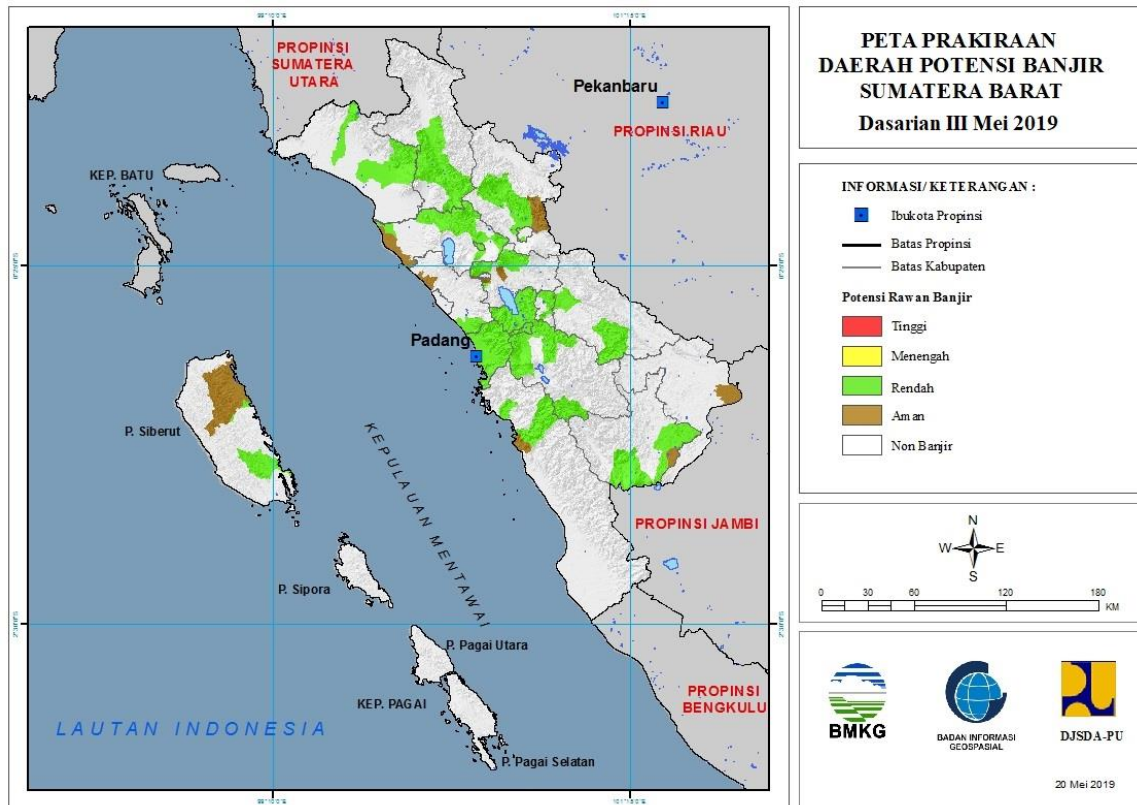 PETA PRAKIRAAN
DAERAH POTENSI BANJIR
SUMATERA BARAT
Dasarian III Mei 2019
PROPINSI
SUMATERA
UTARA
Pekanbaru
PROPINSI RIAU
KEP. BATU
Padang
P. Siberut
KEPULAUAN MENTAWAI
P. Sipora
P. Pagai Utara
KEP. PAGAI
P. Pagai Selatan
LAUTAN INDONESIA
PROPINSI JAMBI
PROPINSI
BENGKULU
INFORMASI/ KETERANGAN :
Ibukota Propinsi
Batas Propinsi
Batas Kabupaten
Potensi Rawan Banjir
Tinggi
Menengah
Rendah
Aman
Non Banjir
N
W E
S
0 30 60 120 180
KM
BMKG
BADAN INFORMASI
GEOSPASIAL
DJSDA-PU
20 Mei 2019